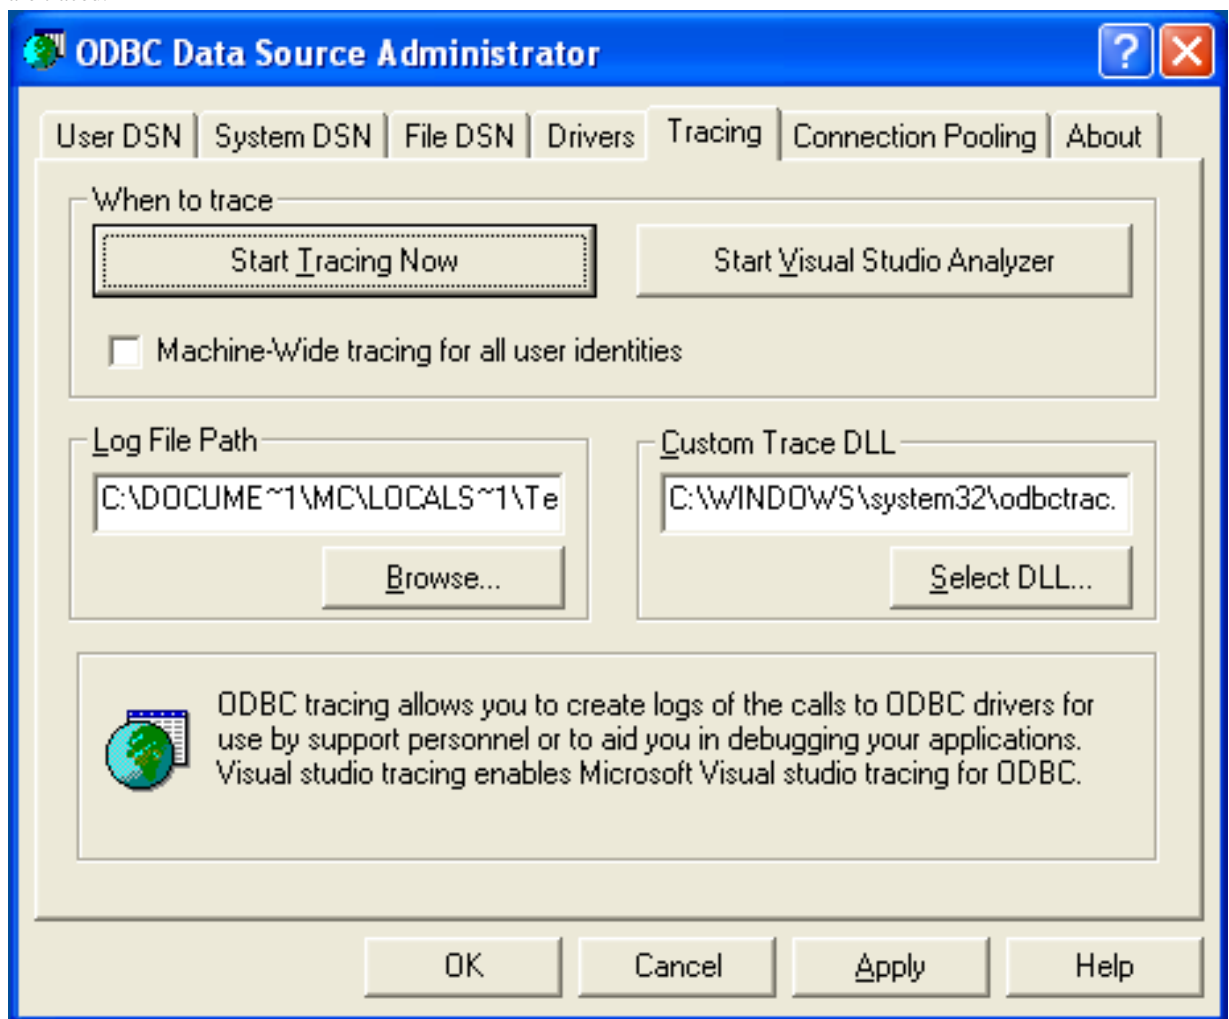 ODBC Data Source Administrator
User DSN System DSN File DSN Drivers Tracing Connection Pooling About
When to trace
Start Tracing Now Start Visual Studio Analyzer
Machine-Wide tracing for all user identities
Log File Path Custom Trace DLL
C:\DOCUME~1\MC\LOCALS~1\Te C:\WINDOWS\system32\odbctrac.
Browse... Select DLL...
ODBC tracing allows you to create logs of the calls to ODBC drivers for
use by support personnel or to aid you in debugging your applications.
Visual studio tracing enables Microsoft Visual studio tracing for ODBC.
OK Cancel Apply Help